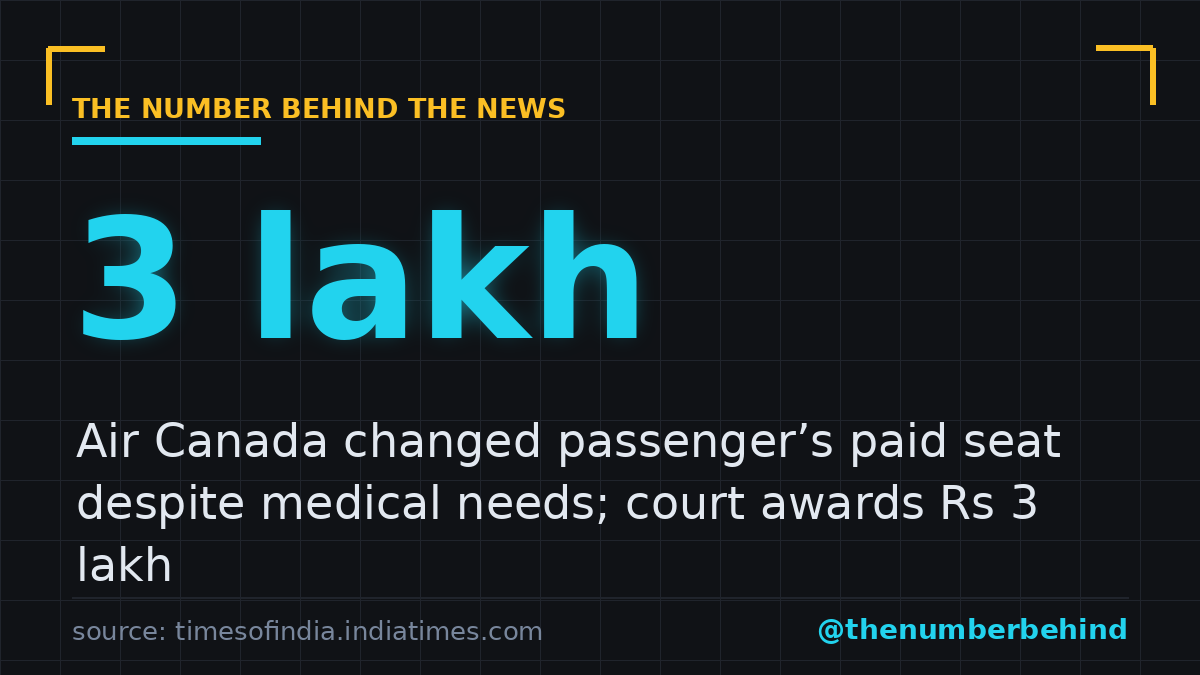 THE NUMBER BEHIND THE NEWS
3 lakh
Air Canada changed passenger’s paid seat
despite medical needs; court awards Rs 3
lakh
source: timesofindia.indiatimes.com
@thenumberbehind